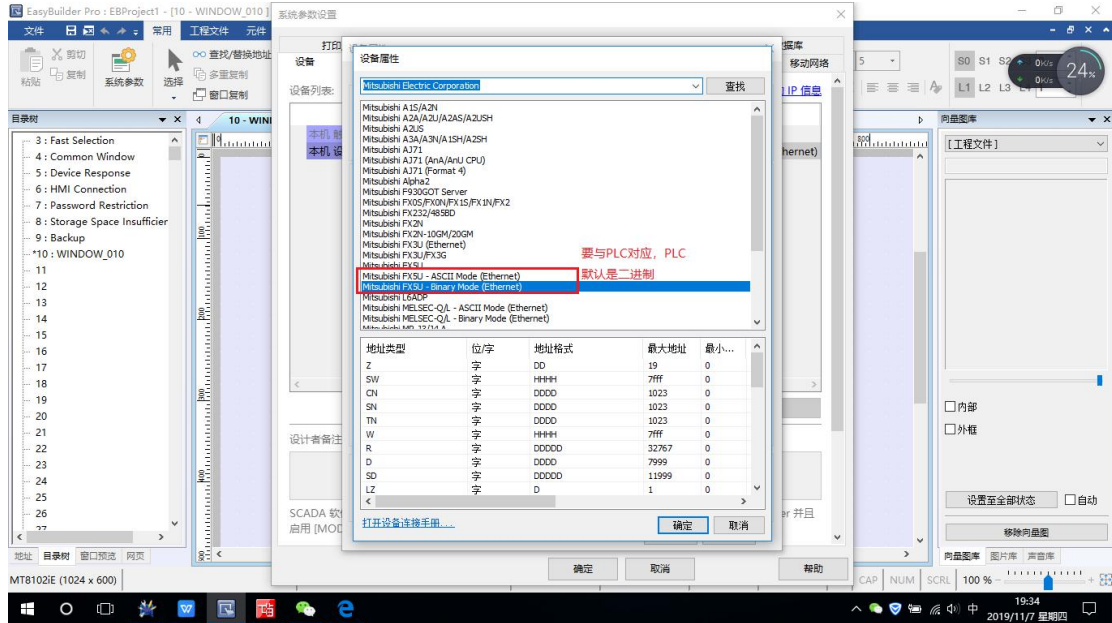 EasyBuilder Pro : EBProject1 - [10 - WINDOW_010 ]
系统参数设置
文件
常用
工程文件
元件
粘贴
剪切
复制
系统参数
选择
查找/替换地址
多重复制
窗口复制
S0 S1 S2
L1 L2 L3
0K/s
0K/s
24%
打印
设备
移动网络
设备列表:
IP 信息
本机 设
hernet)
设计者备注
SCADA 软
启用 [MOD
er 并且
确定
取消
帮助
设备属性
Mitsubishi Electric Corporation
查找
Mitsubishi A1S/A2N
Mitsubishi A2A/A2U/A2AS/A2USH
Mitsubishi A2US
Mitsubishi A3A/A3N/A1SH/A2SH
Mitsubishi AJ71
Mitsubishi AJ71 (AnA/AnU CPU)
Mitsubishi AJ71 (Format 4)
Mitsubishi Alpha2
Mitsubishi F930GOT Server
Mitsubishi FX0S/FX0N/FX1S/FX1N/FX2
Mitsubishi FX232/485BD
Mitsubishi FX2N
Mitsubishi FX2N-10GM/20GM
Mitsubishi FX3U (Ethernet)
Mitsubishi FX3U/FX3G
Mitsubishi FX5U
Mitsubishi FX5U - ASCII Mode (Ethernet)
Mitsubishi FX5U - Binary Mode (Ethernet)
Mitsubishi L6ADP
Mitsubishi MELSEC-Q/L - ASCII Mode (Ethernet)
Mitsubishi MELSEC-Q/L - Binary Mode (Ethernet)
要与PLC对应，PLC
默认是二进制
地址类型 位/字 地址格式 最大地址 最小...
Z 字 DD 19 0
SW 字 HHHH 7fff 0
CN 字 DDDD 1023 0
SN 字 DDDD 1023 0
TN 字 DDDD 1023 0
W 字 HHHH 7fff 0
R 字 DDDDD 32767 0
D 字 DDDD 7999 0
SD 字 DDDDD 11999 0
LZ 字 D 1 0
打开设备连接手册....
确定
取消
目录树
10 - WIN
3 : Fast Selection
4 : Common Window
5 : Device Response
6 : HMI Connection
7 : Password Restriction
8 : Storage Space Insufficier
9 : Backup
*10 : WINDOW_010
11
12
13
14
15
16
17
18
19
20
21
22
23
24
25
26
27
地址
目录树
窗口预览
网页
向量图库
[工程文件]
内部
外框
设置至全部状态
自动
移除向量图
向量图库
图片库
声音库
MT8102iE (1024 x 600)
CAP NUM SCRL 100 %
中
19:34
2019/11/7 星期四